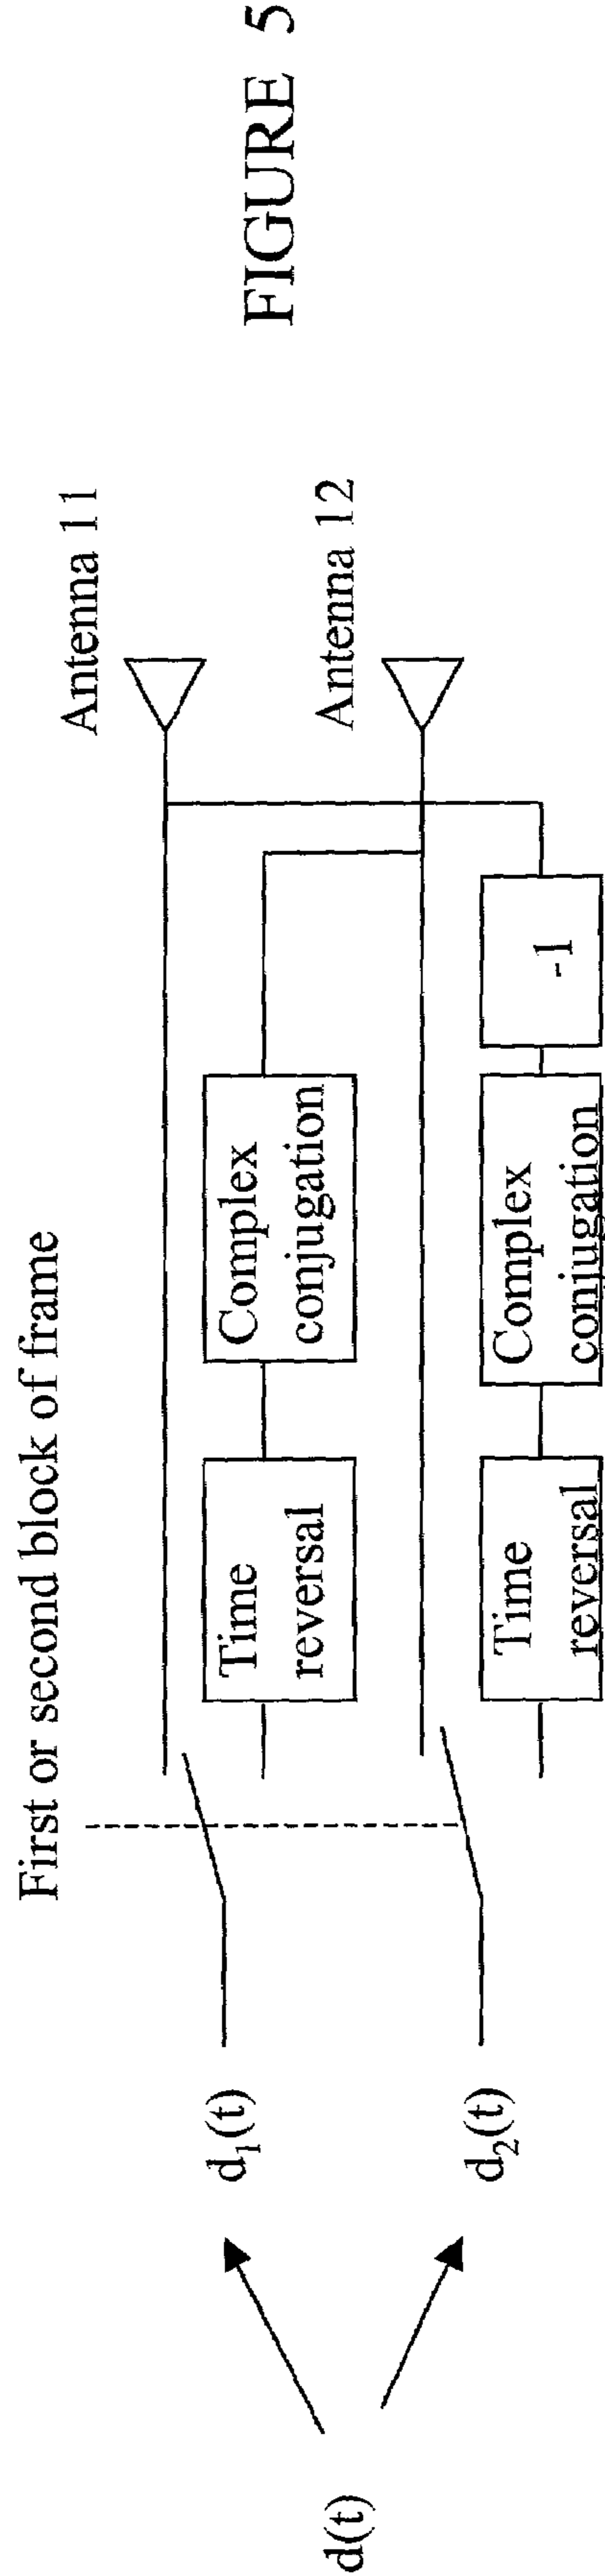 FIGURE 5
First or second block of frame
Antenna 11
d(t)
d₁(t)
Time
reversal
Complex
conjugation
Antenna 12
d₂(t)
Time
reversal
Complex
conjugation
-1